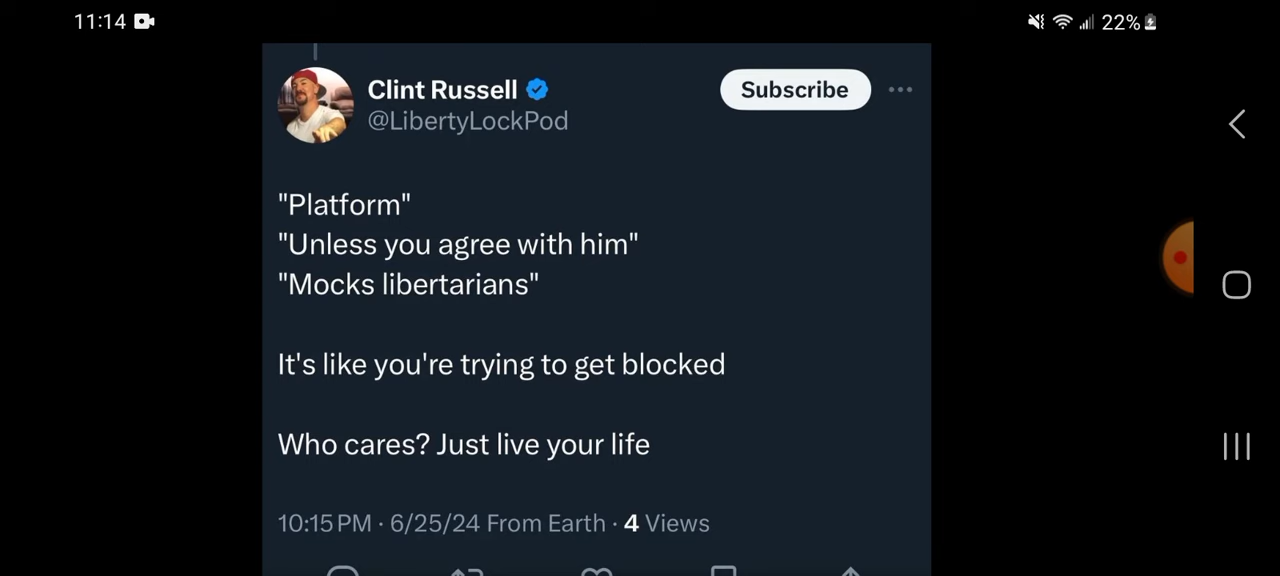 11:14 22%
Clint Russell Subscribe
@LibertyLockPod
"Platform"
"Unless you agree with him"
"Mocks libertarians"
It's like you're trying to get blocked
Who cares? Just live your life
10:15 PM · 6/25/24 From Earth · 4 Views